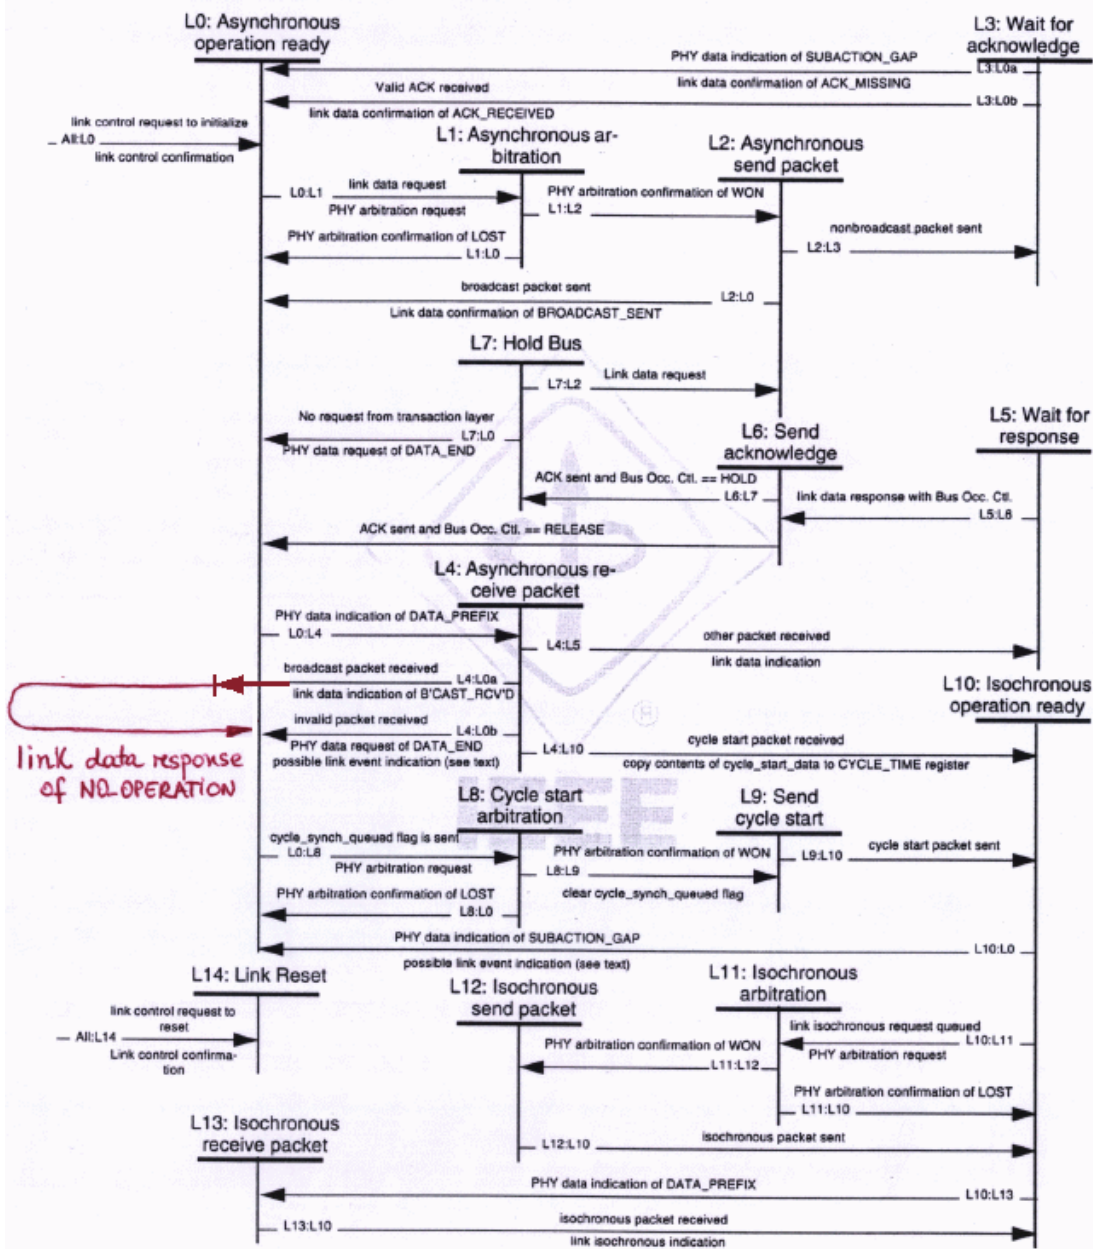 L0: Asynchronous
operation ready
L3: Wait for
acknowledge
PHY data indication of SUBACTION_GAP
L3:L0a
link data confirmation of ACK_MISSING
Valid ACK received
L3:L0b
link data confirmation of ACK_RECEIVED
link control request to initialize
All:L0
link control confirmation
L1: Asynchronous ar-
bitration
L2: Asynchronous
send packet
link data request
L0:L1
PHY arbitration request
PHY arbitration confirmation of WON
L1:L2
PHY arbitration confirmation of LOST
L1:L0
nonbroadcast packet sent
L2:L3
broadcast packet sent
L2:L0
Link data confirmation of BROADCAST_SENT
L7: Hold Bus
Link data request
L7:L2
No request from transaction layer
L7:L0
PHY data request of DATA_END
L6: Send
acknowledge
L5: Wait for
response
ACK sent and Bus Occ. Ctl. == HOLD
L6:L7
link data response with Bus Occ. Ctl.
L5:L6
ACK sent and Bus Occ. Ctl. == RELEASE
L4: Asynchronous re-
ceive packet
PHY data indication of DATA_PREFIX
L0:L4
other packet received
L4:L5
link data indication
broadcast packet received
L4:L0a
link data indication of B'CAST_RCV'D
invalid packet received
L4:L0b
PHY data request of DATA_END
possible link event indication (see text)
link data response
of NO OPERATION
L10: Isochronous
operation ready
cycle start packet received
L4:L10
copy contents of cycle_start_data to CYCLE_TIME register
IEEE
L8: Cycle start
arbitration
L9: Send
cycle start
cycle_synch_queued flag is sent
L0:L8
PHY arbitration request
PHY arbitration confirmation of WON
L8:L9
clear cycle_synch_queued flag
cycle start packet sent
L9:L10
PHY arbitration confirmation of LOST
L8:L0
PHY data indication of SUBACTION_GAP
L10:L0
possible link event indication (see text)
L14: Link Reset
L12: Isochronous
send packet
L11: Isochronous
arbitration
link control request to
reset
All:L14
Link control confirma-
tion
link isochronous request queued
L10:L11
PHY arbitration request
PHY arbitration confirmation of WON
L11:L12
PHY arbitration confirmation of LOST
L11:L10
L13: Isochronous
receive packet
isochronous packet sent
L12:L10
PHY data indication of DATA_PREFIX
L10:L13
isochronous packet received
L13:L10
link isochronous indication